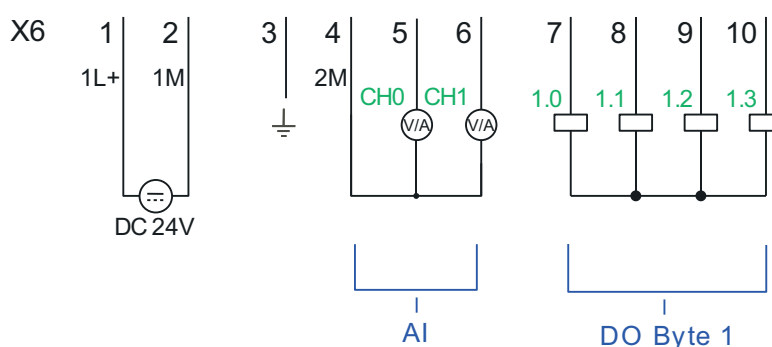 X6 1 2 3 4 5 6 7 8 9 10
1L+ 1M 2M
CH0 CH1 1.0 1.1 1.2 1.3
V/A V/A
DC 24V
AI DO Byte 1